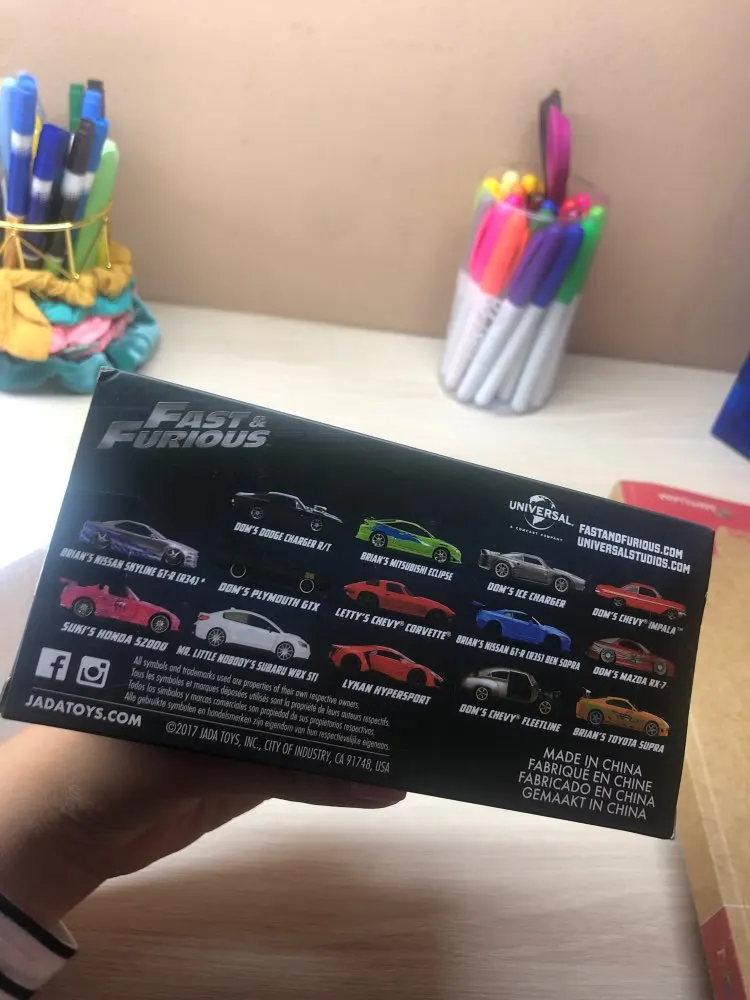 FAST &
FURIOUS
UNIVERSAL
A COMCAST COMPANY
FASTANDFURIOUS.COM
UNIVERSALSTUDIOS.COM
DOM'S DODGE CHARGER R/T
BRIAN'S NISSAN SKYLINE GT-R (R34)*
BRIAN'S MITSUBISHI ECLIPSE
DOM'S ICE CHARGER
DOM'S CHEVY® IMPALA™
DOM'S PLYMOUTH GTX
LETTY'S CHEVY® CORVETTE®
SUKI'S HONDA S2000
MR. LITTLE NOBODY'S SUBARU WRX STI
BRIAN'S NISSAN GT-R (R35) BEN SOPRA
DOM'S MAZDA RX-7
LYKAN HYPERSPORT
DOM'S CHEVY® FLEETLINE
BRIAN'S TOYOTA SUPRA
All symbols and trademarks used are properties of their own respective owners.
Tous les symboles et marques déposées utilisés sont la propriété de leurs auteurs respectifs.
Todos los símbolos y marcas comerciales son propiedad de sus propietarios respectivos.
Alle gebruikte symbolen en handelsmerken zijn eigendom van hun respectievelijke eigenaars.
JADATOYS.COM
©2017 JADA TOYS, INC., CITY OF INDUSTRY, CA 91748, USA
MADE IN CHINA
FABRIQUÉ EN CHINE
FABRICADO EN CHINA
GEMAAKT IN CHINA